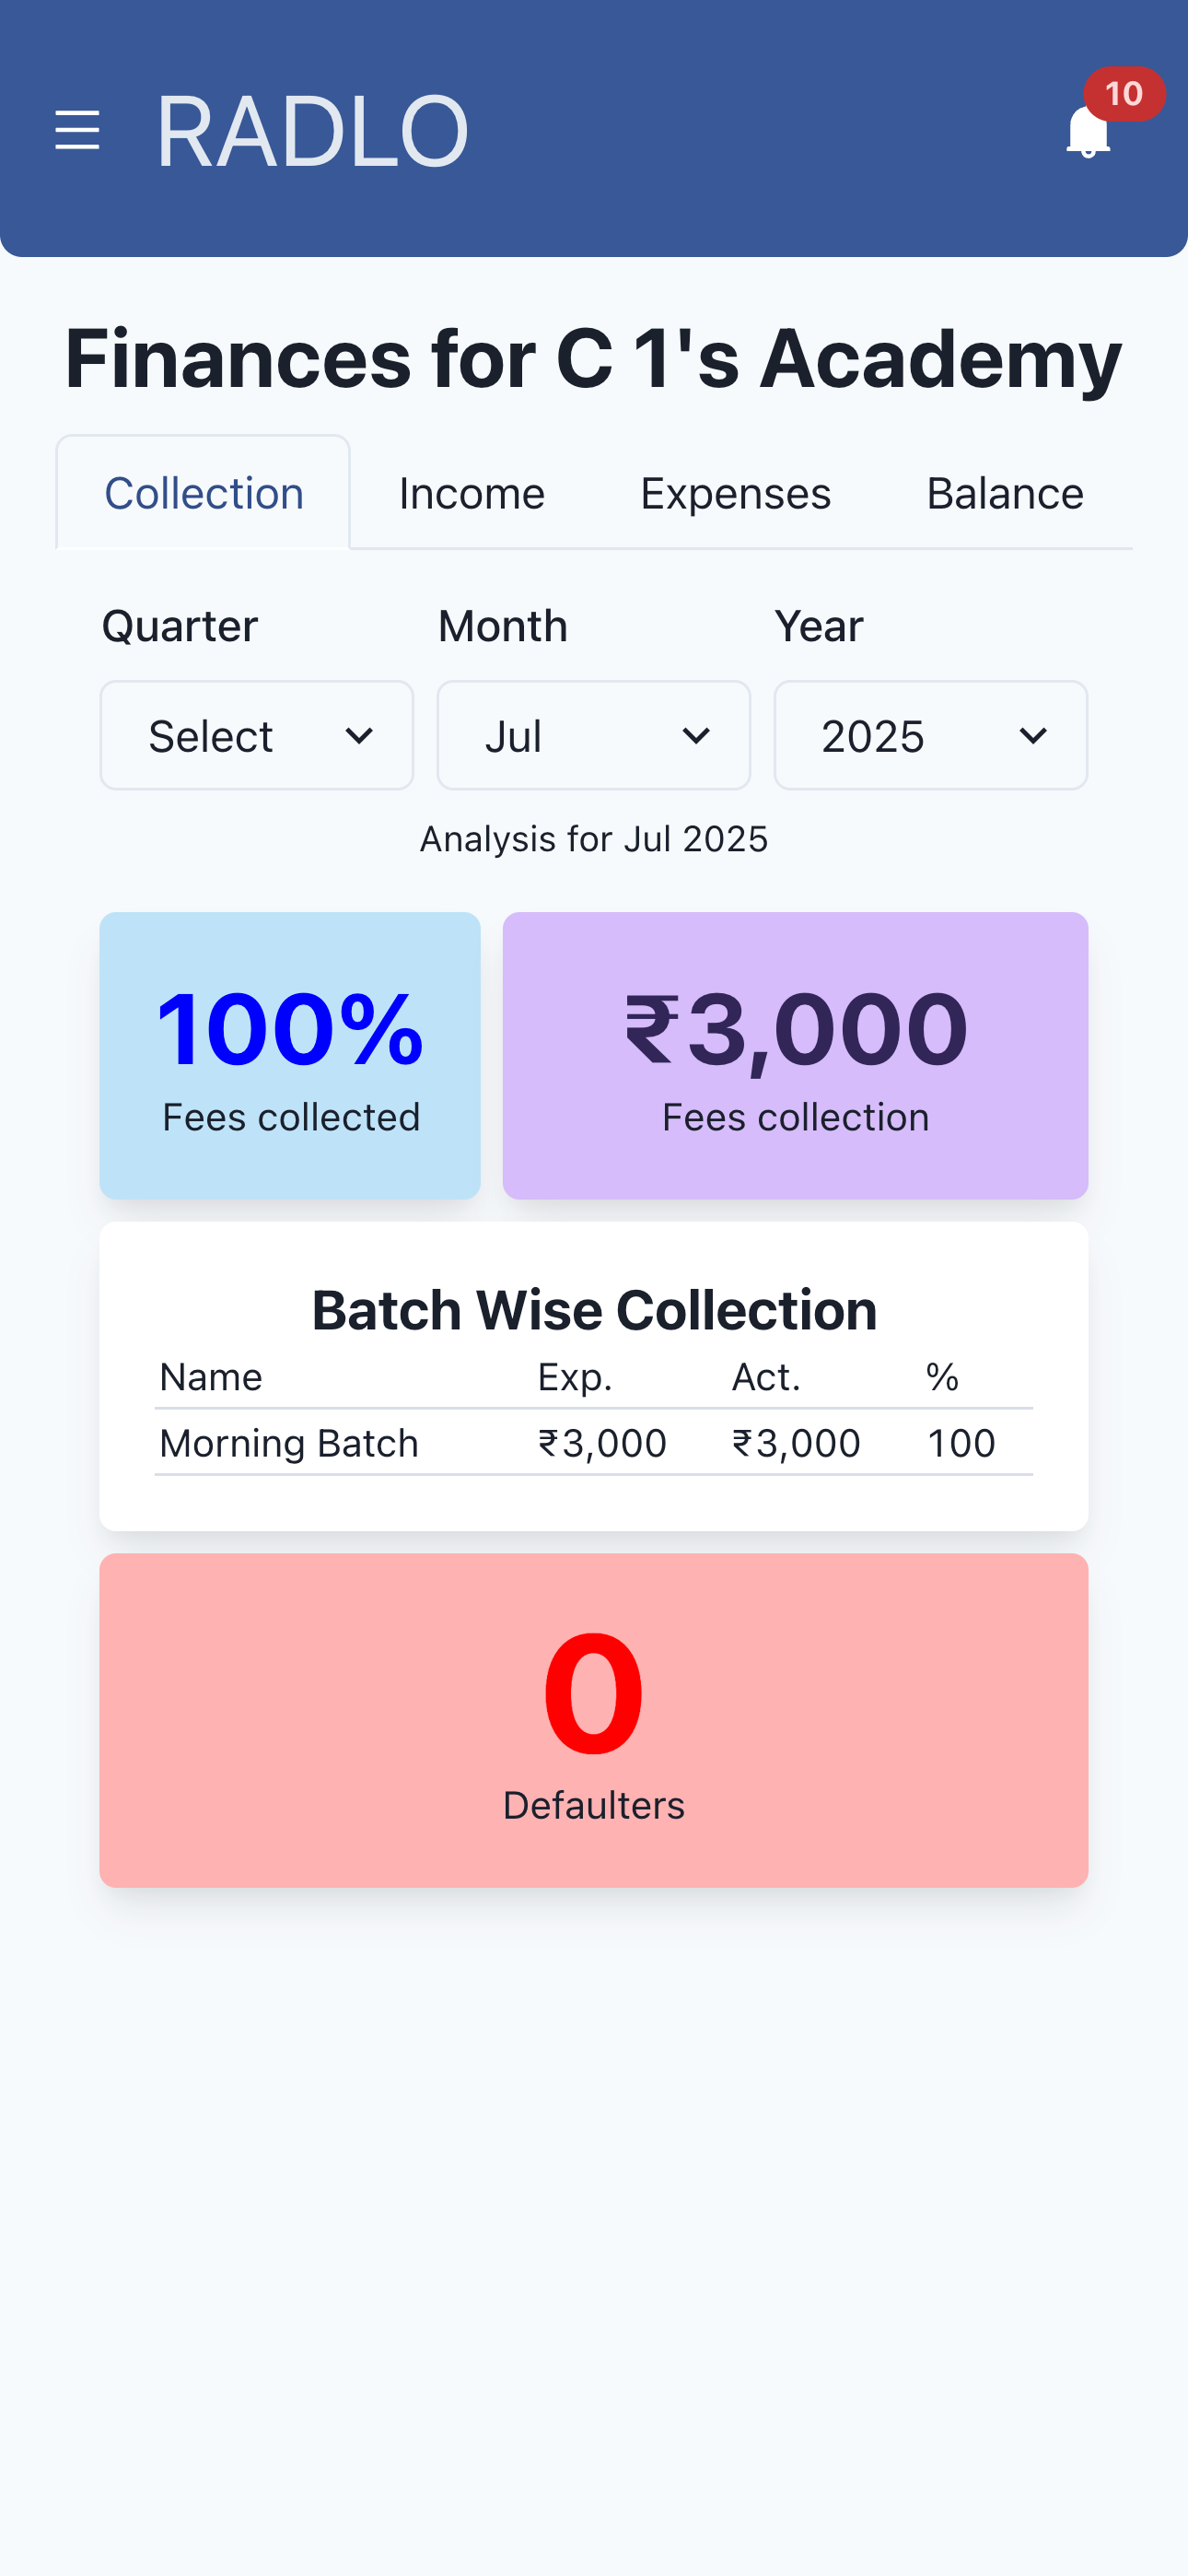 RADLO
10
Finances for C 1's Academy
Collection Income Expenses Balance
Quarter Month Year
Select Jul 2025
Analysis for Jul 2025
100% ₹3,000
Fees collected Fees collection
Batch Wise Collection
Name Exp. Act. %
Morning Batch ₹3,000 ₹3,000 100
0
Defaulters